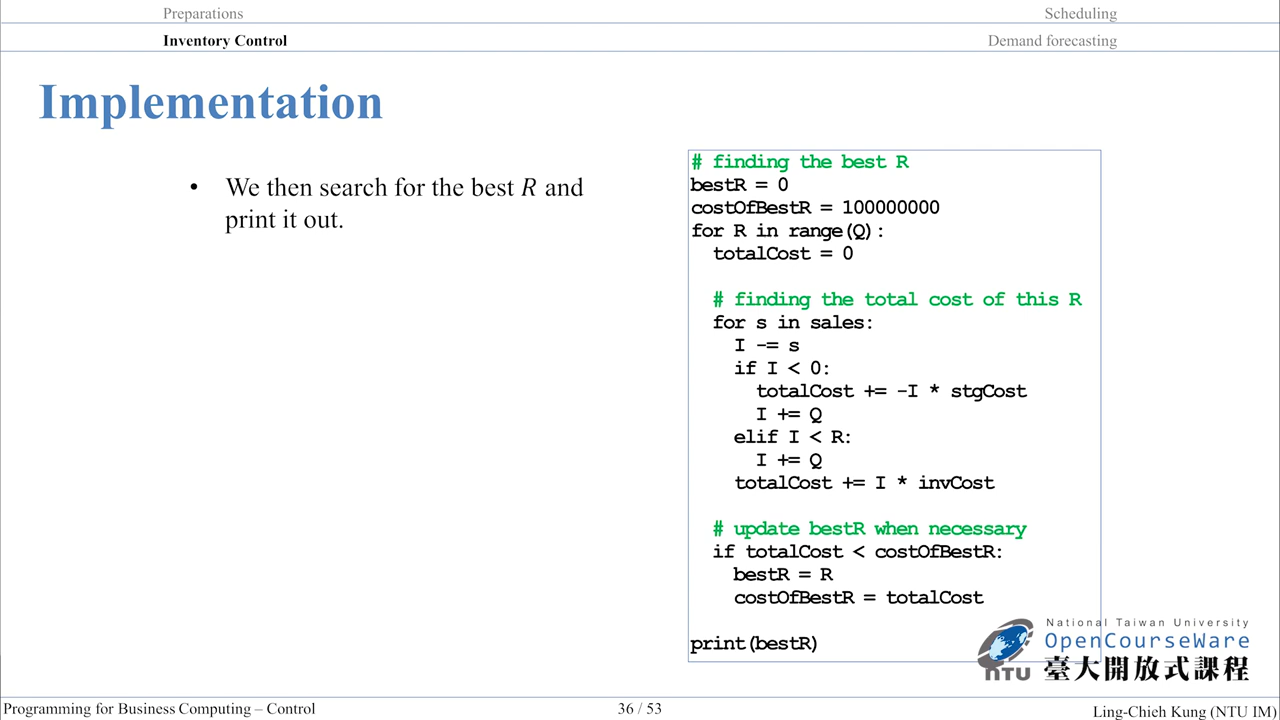 Preparations
Scheduling
Inventory Control
Demand forecasting
Implementation
• We then search for the best R and
print it out.
# finding the best R
bestR = 0
costOfBestR = 100000000
for R in range(Q):
  totalCost = 0
  # finding the total cost of this R
  for s in sales:
    I -= s
    if I < 0:
      totalCost += -I * stgCost
      I += Q
    elif I < R:
      I += Q
    totalCost += I * invCost
  # update bestR when necessary
  if totalCost < costOfBestR:
    bestR = R
    costOfBestR = totalCost
print(bestR)
National Taiwan University
OpenCourseWare
NTU 臺大開放式課程
Programming for Business Computing – Control
36 / 53
Ling-Chieh Kung (NTU IM)